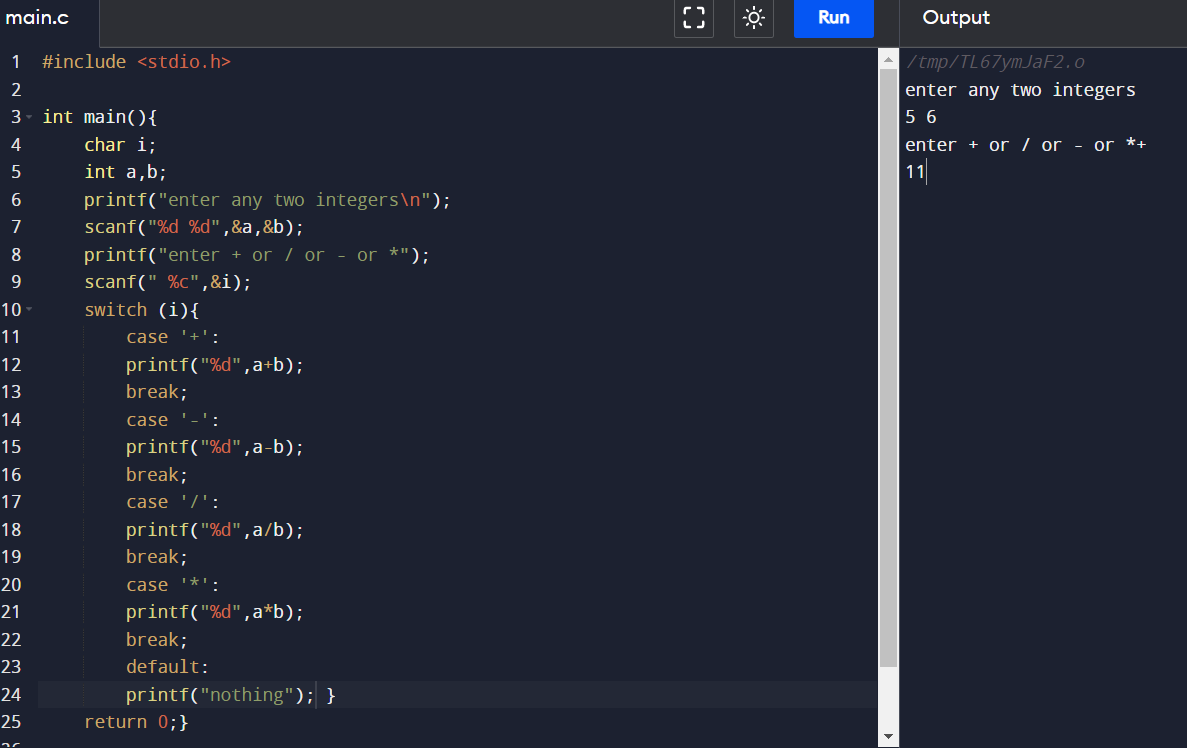 main.c
Run
Output
1 #include <stdio.h>
2
3 int main(){
4     char i;
5     int a,b;
6     printf("enter any two integers\n");
7     scanf("%d %d",&a,&b);
8     printf("enter + or / or - or *");
9     scanf(" %c",&i);
10     switch (i){
11         case '+':
12         printf("%d",a+b);
13         break;
14         case '-':
15         printf("%d",a-b);
16         break;
17         case '/':
18         printf("%d",a/b);
19         break;
20         case '*':
21         printf("%d",a*b);
22         break;
23         default:
24         printf("nothing"); }
25     return 0;}
/tmp/TL67ymJaF2.o
enter any two integers
5 6
enter + or / or - or *+
11